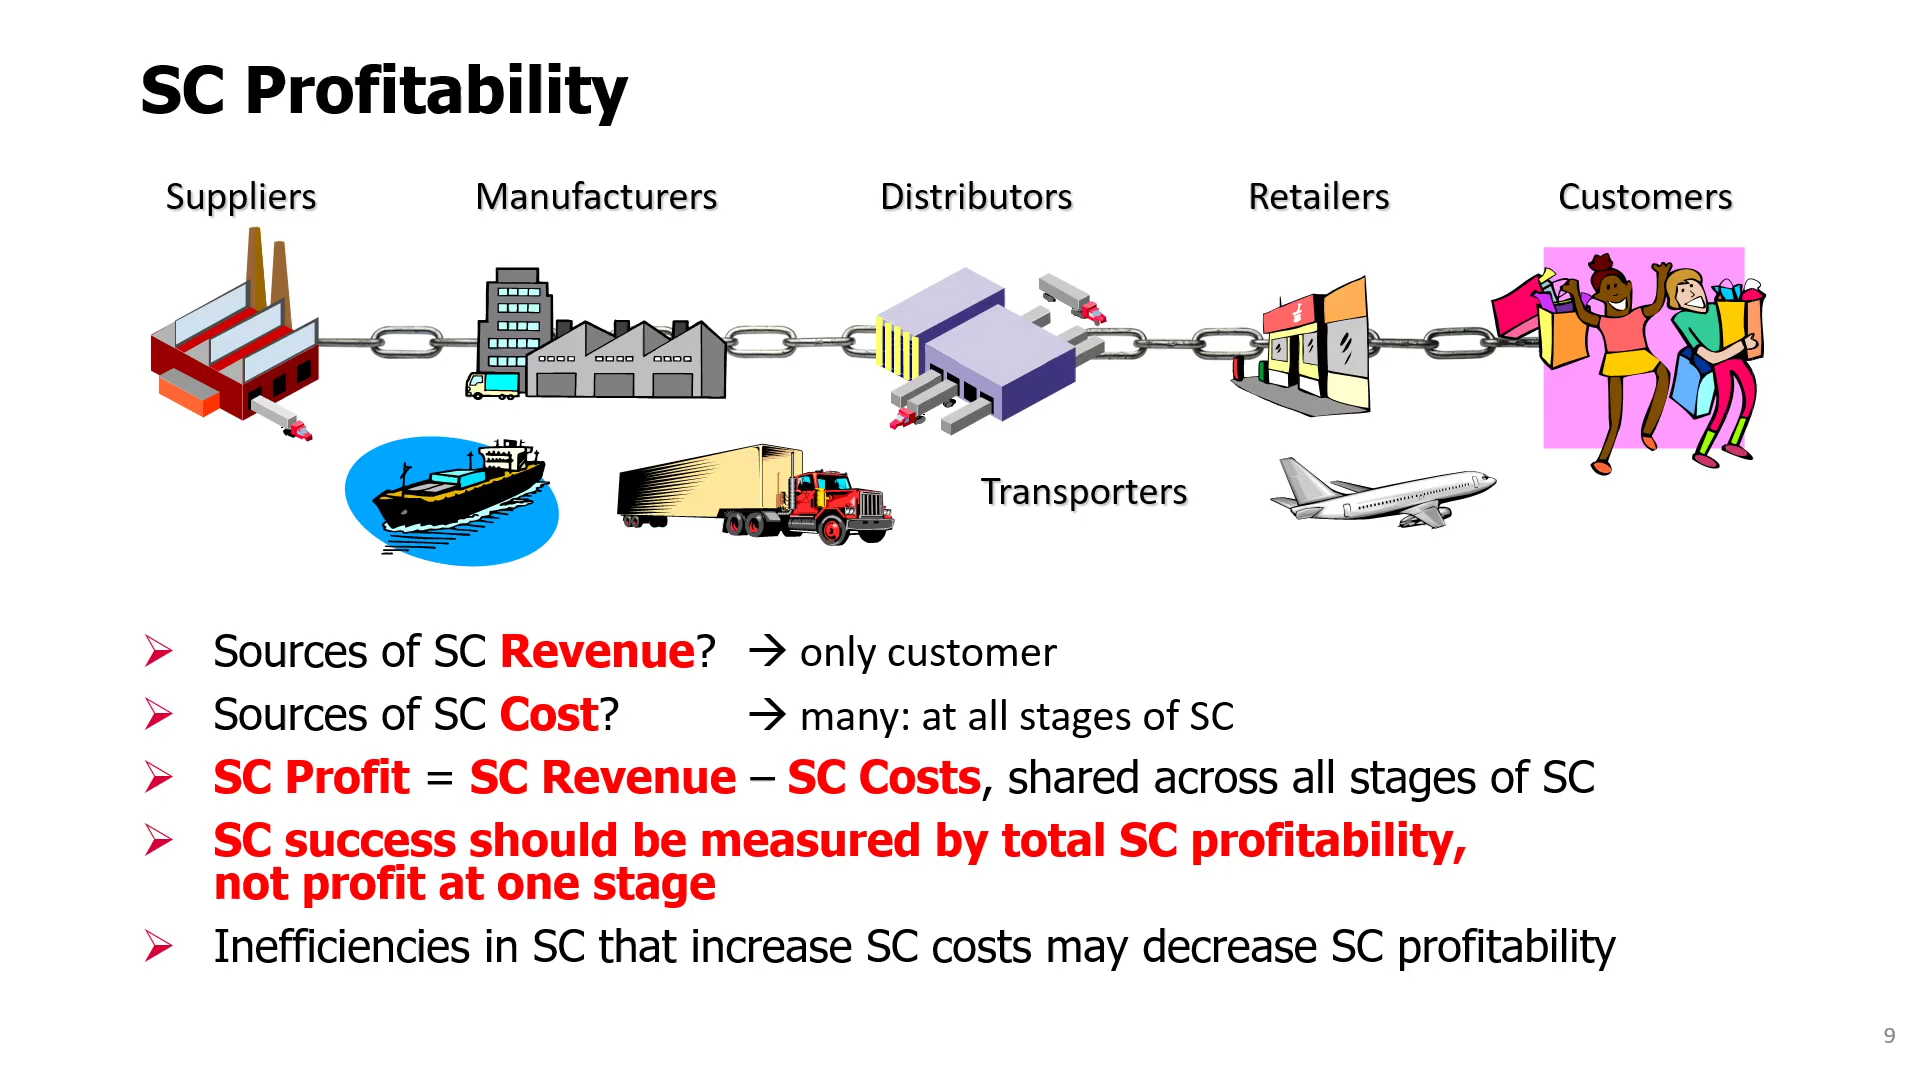 SC Profitability
Suppliers Manufacturers Distributors Retailers Customers
Transporters
➢ Sources of SC Revenue? → only customer
➢ Sources of SC Cost? → many: at all stages of SC
➢ SC Profit = SC Revenue – SC Costs, shared across all stages of SC
➢ SC success should be measured by total SC profitability,
not profit at one stage
➢ Inefficiencies in SC that increase SC costs may decrease SC profitability
9